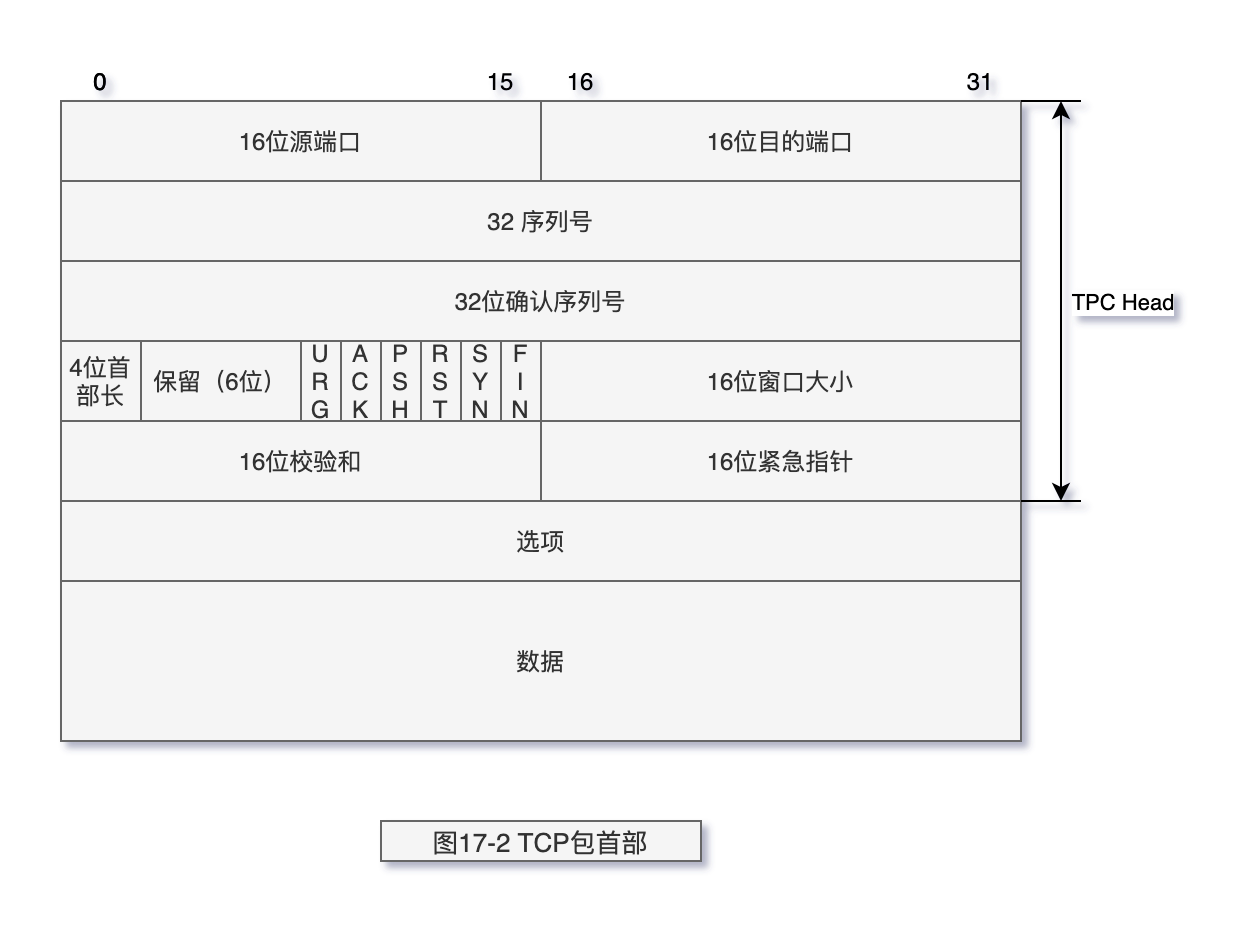 0 15 16 31
16位源端口 16位目的端口
32 序列号
32位确认序列号
TPC Head
4位首
部长
保留（6位）
URG
ACK
PSH
RST
SYN
FIN
16位窗口大小
16位校验和 16位紧急指针
选项
数据
图17-2 TCP包首部